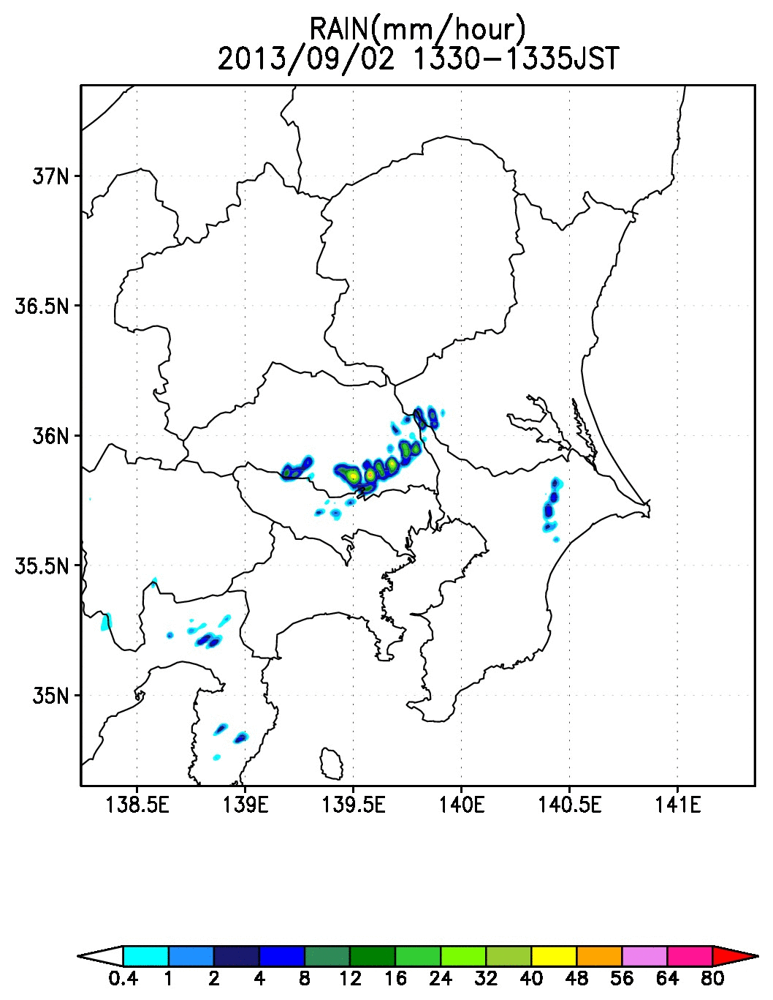 RAIN(mm/hour)
2013/09/02 1330-1335JST
37N
36.5N
36N
35.5N
35N
138.5E 139E 139.5E 140E 140.5E 141E
0.4 1 2 4 8 12 16 24 32 40 48 56 64 80